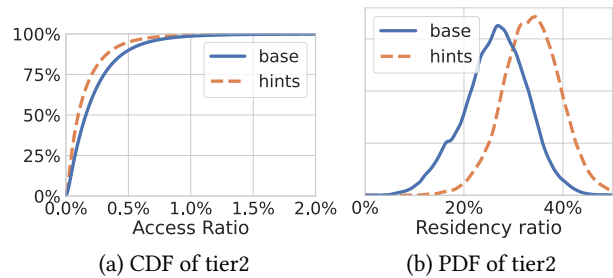 100%
75%
50%
25%
0%
base
hints
0.0% 0.5% 1.0% 1.5% 2.0%
Access Ratio
(a) CDF of tier2
base
hints
0% 20% 40%
Residency ratio
(b) PDF of tier2